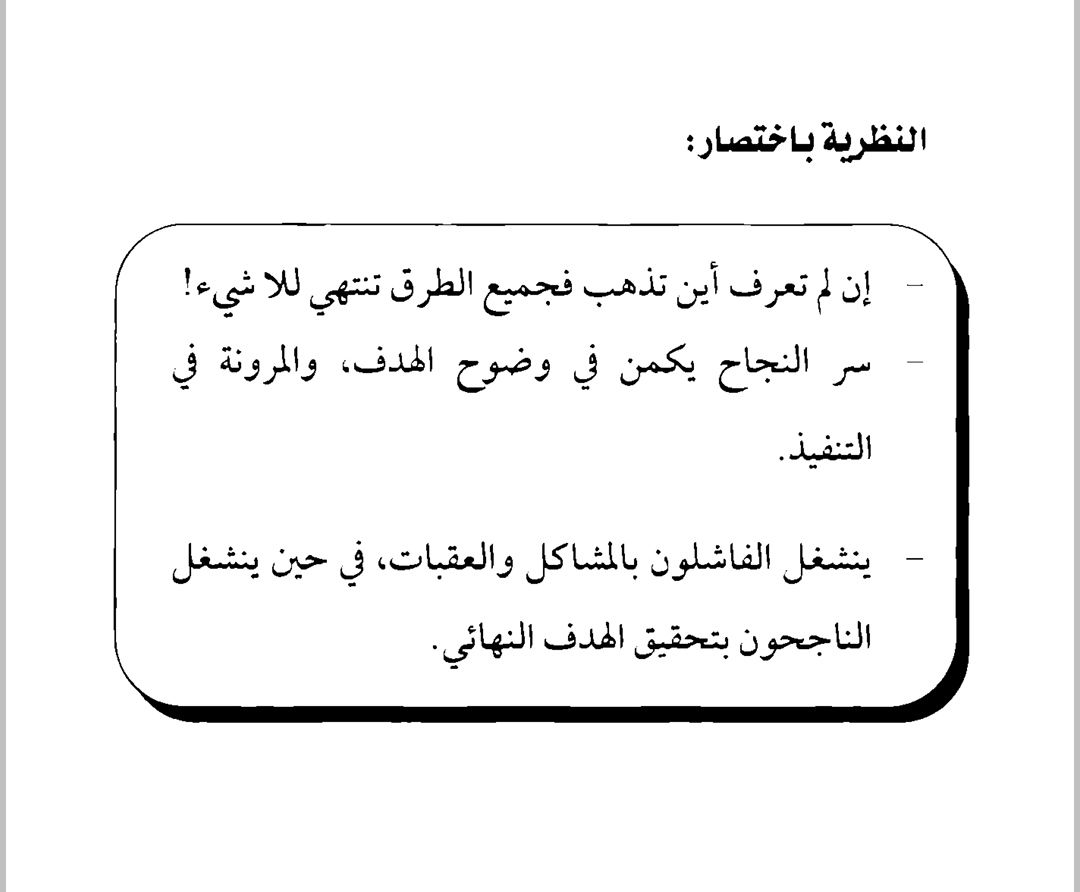 النظرية باختصار:
- إن لم تعرف أين تذهب فجميع الطرق تنتهي للا شيء!
- سر النجاح يكمن في وضوح الهدف، والمرونة في
التنفيذ.
- ينشغل الفاشلون بالمشاكل والعقبات، في حين ينشغل
الناجحون بتحقيق الهدف النهائي.